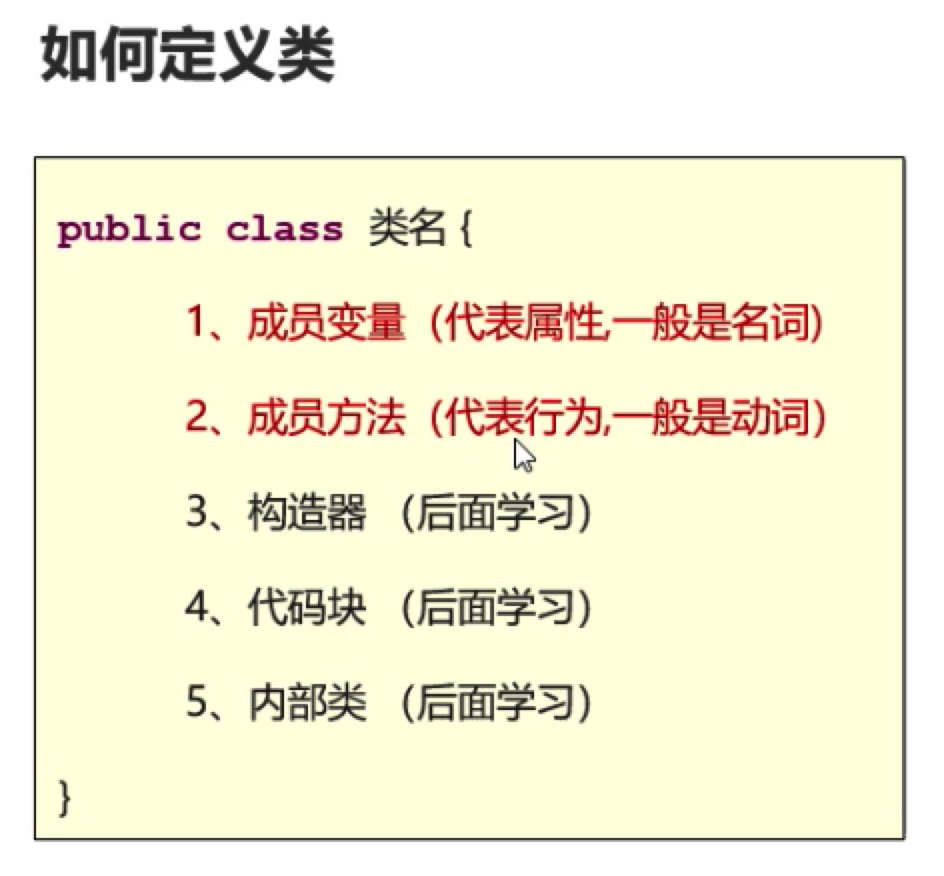 如何定义类
public class 类名 {
1、成员变量（代表属性,一般是名词)
2、成员方法（代表行为,一般是动词）
3、构造器 （后面学习）
4、代码块 （后面学习）
5、内部类 （后面学习）
}